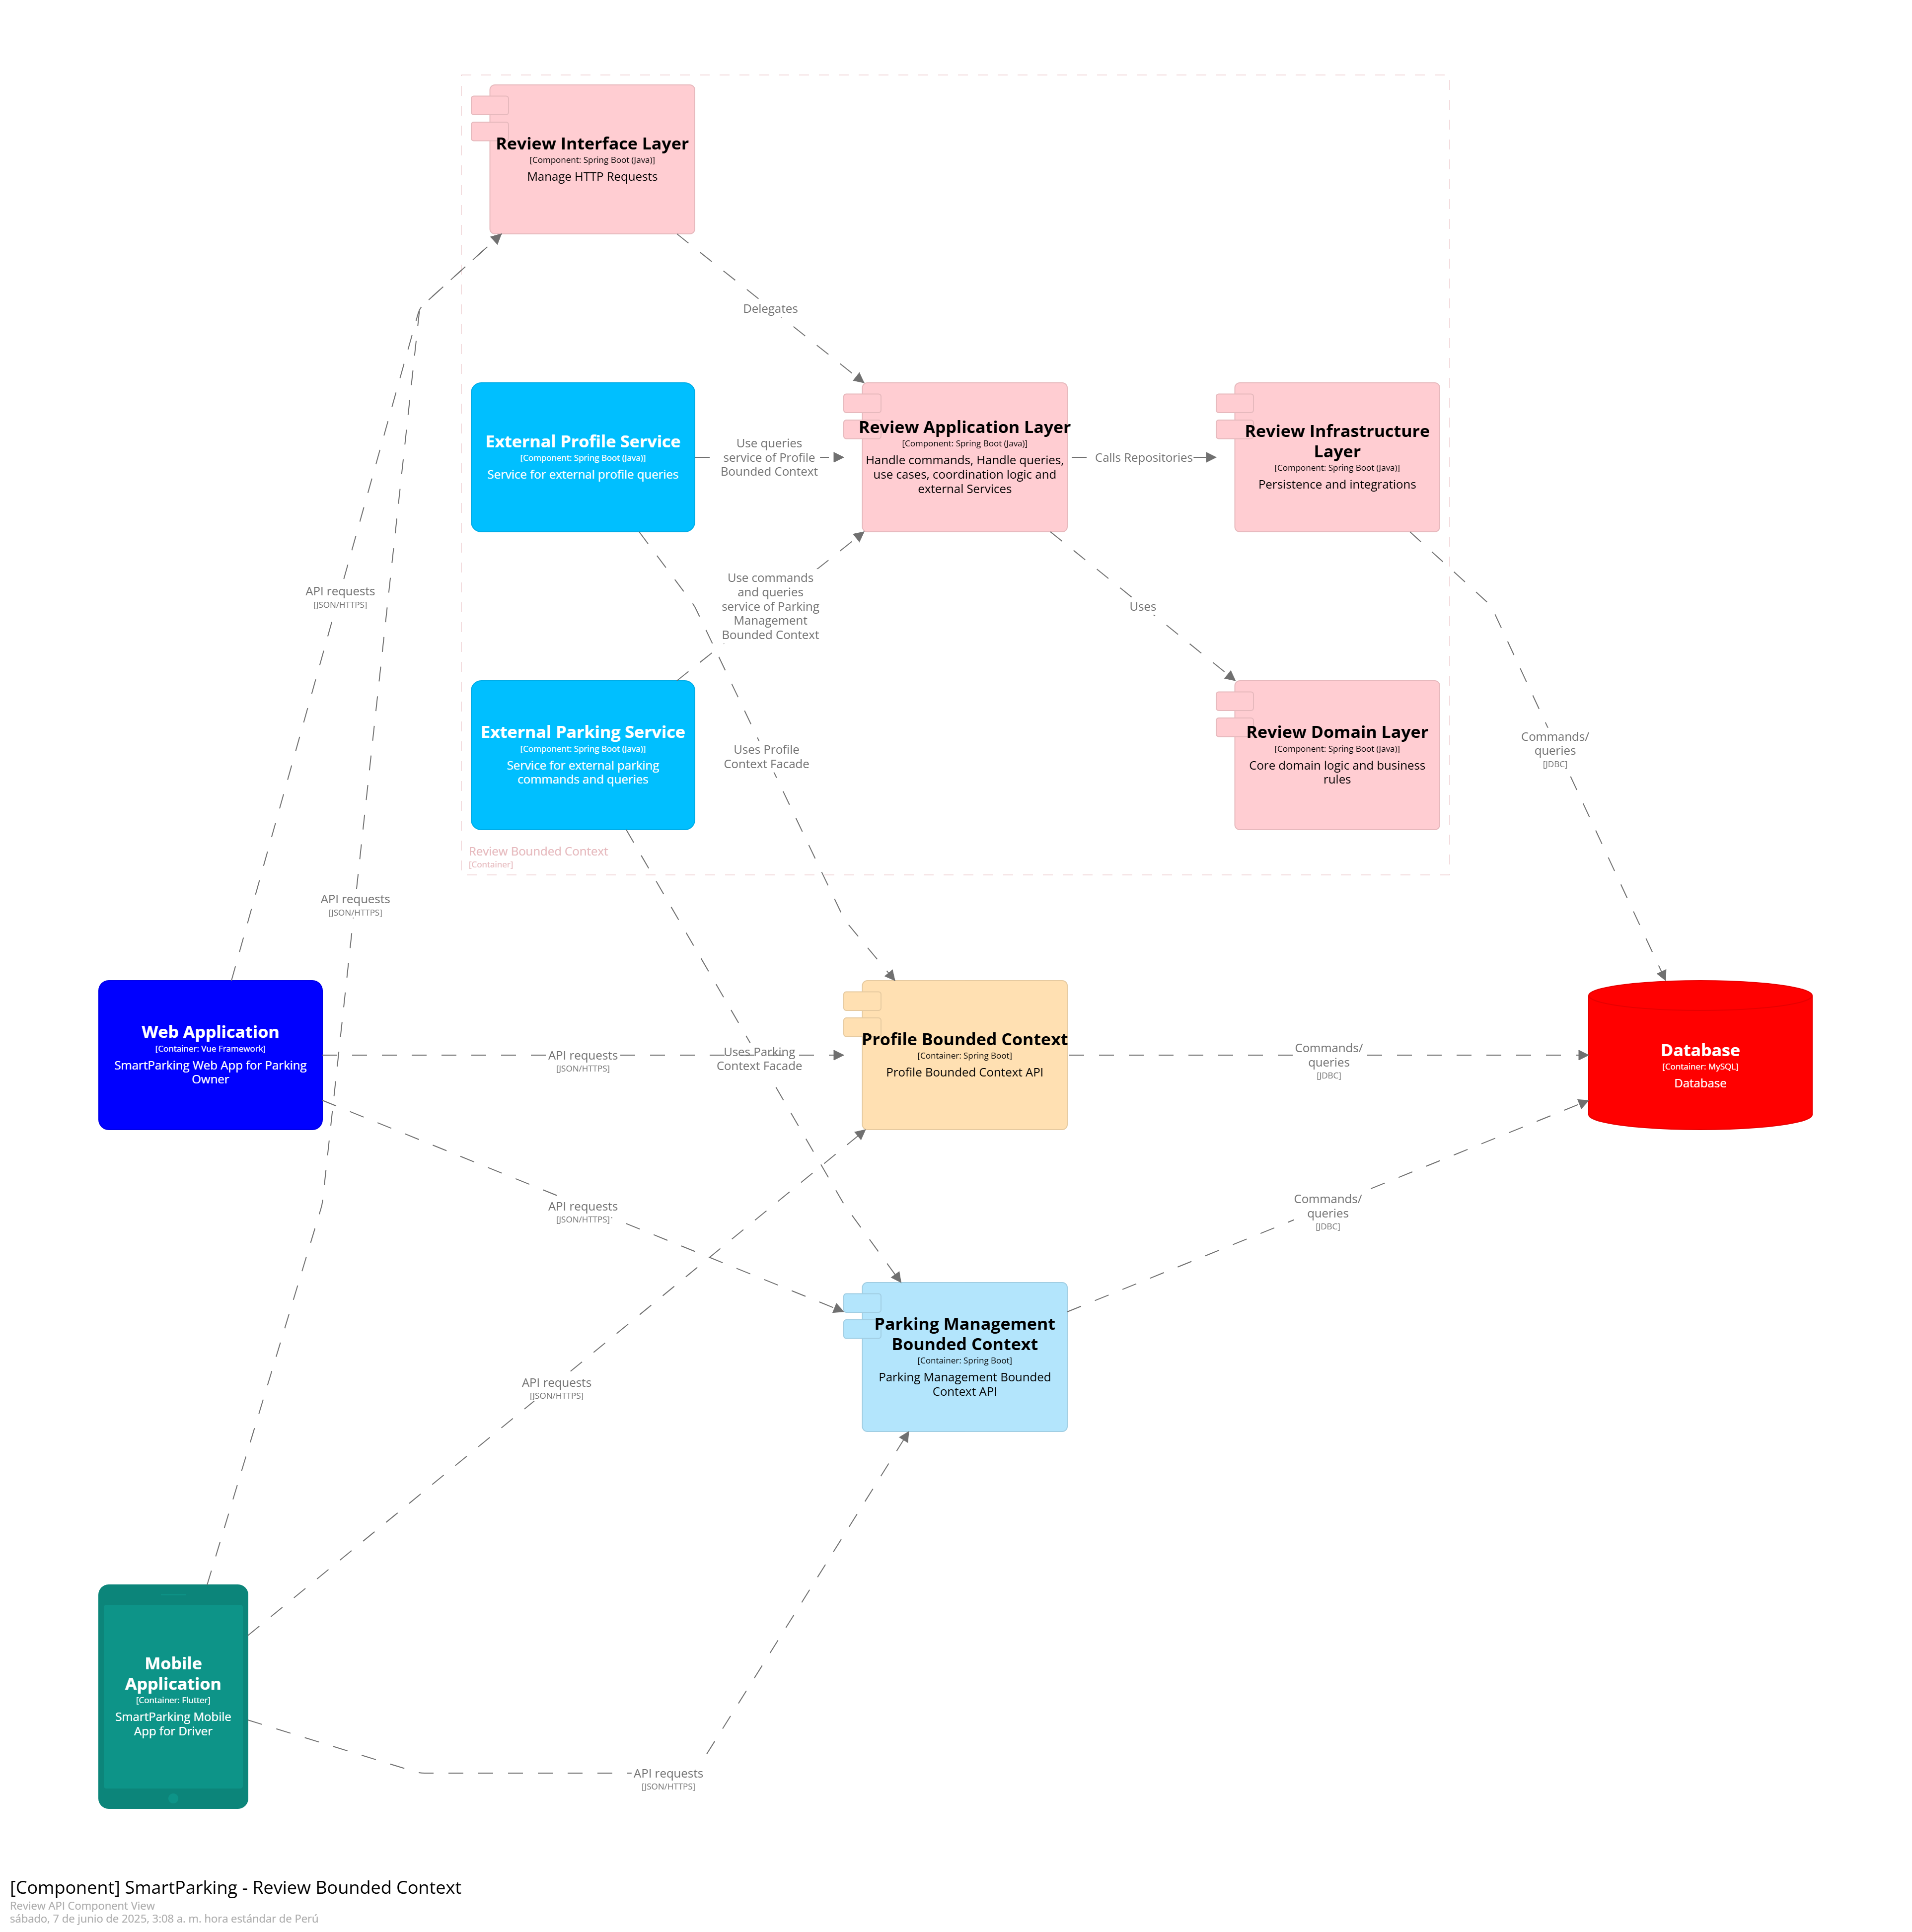 Review Interface Layer
[Component: Spring Boot (Java)]
Manage HTTP Requests
Delegates
External Profile Service
[Component: Spring Boot (Java)]
Service for external profile queries
Use queries
service of Profile
Bounded Context
Review Application Layer
[Component: Spring Boot (Java)]
Handle commands, Handle queries,
use cases, coordination logic and
external Services
Calls Repositories
Review Infrastructure
Layer
[Component: Spring Boot (Java)]
Persistence and integrations
API requests
[JSON/HTTPS]
Use commands
and queries
service of Parking
Management
Bounded Context
Uses
External Parking Service
[Component: Spring Boot (Java)]
Service for external parking
commands and queries
Uses Profile
Context Facade
Review Domain Layer
[Component: Spring Boot (Java)]
Core domain logic and business
rules
Commands/
queries
[JDBC]
Review Bounded Context
[Container]
API requests
[JSON/HTTPS]
Web Application
[Container: Vue Framework]
SmartParking Web App for Parking
Owner
API requests
[JSON/HTTPS]
Uses Parking
Context Facade
Profile Bounded Context
[Container: Spring Boot]
Profile Bounded Context API
Commands/
queries
[JDBC]
Database
[Container: MySQL]
Database
API requests
[JSON/HTTPS]
Commands/
queries
[JDBC]
Parking Management
Bounded Context
[Container: Spring Boot]
Parking Management Bounded
Context API
API requests
[JSON/HTTPS]
Mobile
Application
[Container: Flutter]
SmartParking Mobile
App for Driver
API requests
[JSON/HTTPS]
[Component] SmartParking - Review Bounded Context
Review API Component View
sábado, 7 de junio de 2025, 3:08 a. m. hora estándar de Perú